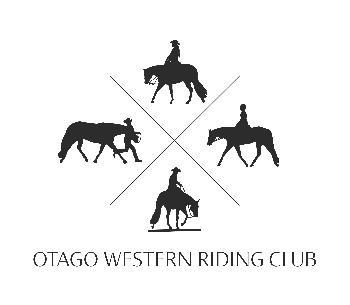 OTAGO WESTERN RIDING CLUB